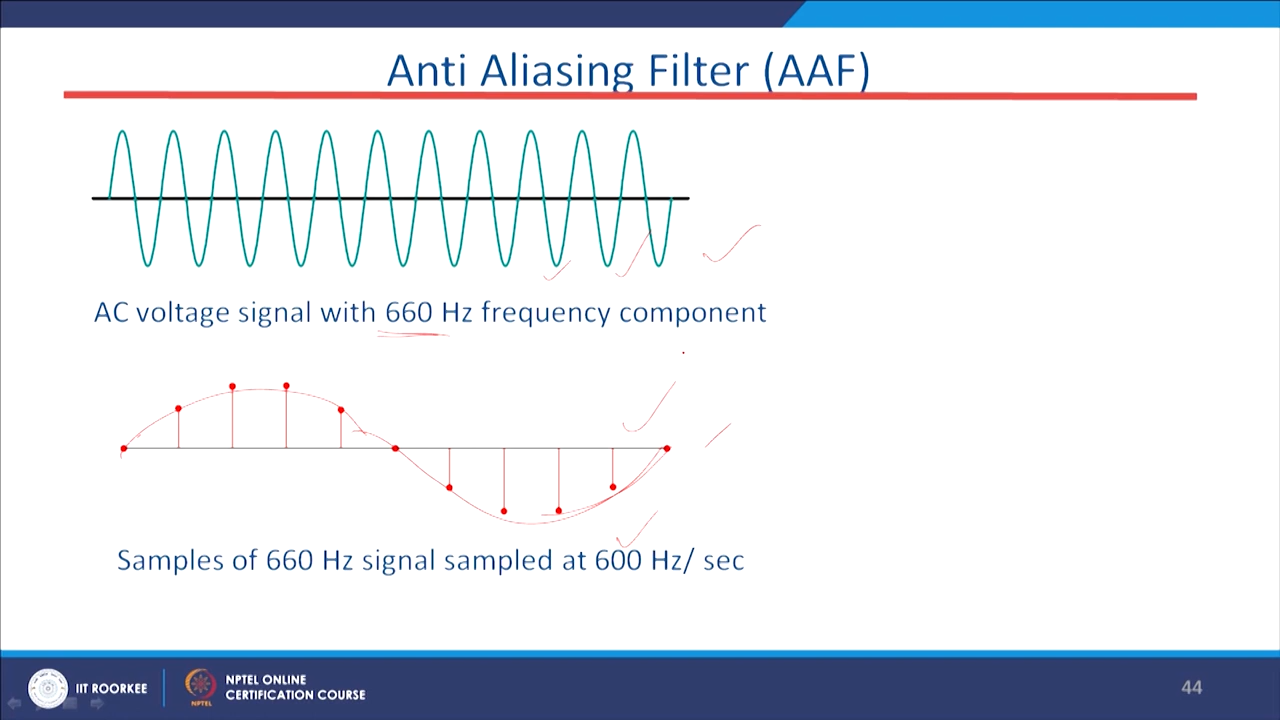 Anti Aliasing Filter (AAF)
AC voltage signal with 660 Hz frequency component
Samples of 660 Hz signal sampled at 600 Hz/ sec
IIT ROORKEE
NPTEL
NPTEL ONLINE
CERTIFICATION COURSE
44